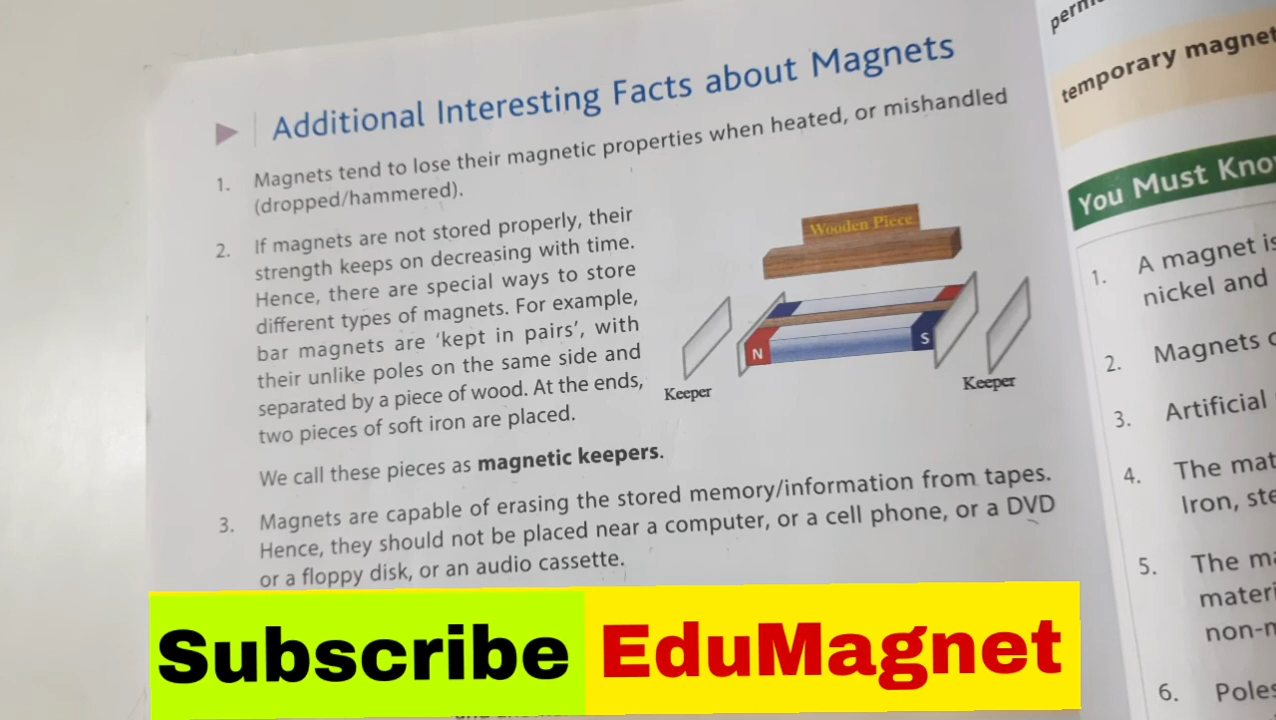 Additional Interesting Facts about Magnets
1. Magnets tend to lose their magnetic properties when heated, or mishandled
(dropped/hammered).
2. If magnets are not stored properly, their
strength keeps on decreasing with time.
Hence, there are special ways to store
different types of magnets. For example,
bar magnets are 'kept in pairs', with
their unlike poles on the same side and
separated by a piece of wood. At the ends,
two pieces of soft iron are placed.
Wooden Piece
N
S
Keeper
Keeper
We call these pieces as magnetic keepers.
3. Magnets are capable of erasing the stored memory/information from tapes.
Hence, they should not be placed near a computer, or a cell phone, or a DVD
or a floppy disk, or an audio cassette.
Subscribe EduMagnet
temporary magnet
You Must Kno
1. A magnet is
nickel and
2. Magnets
3. Artificial
4. The mat
Iron, ste
5. The ma
materi
non-m
6. Poles